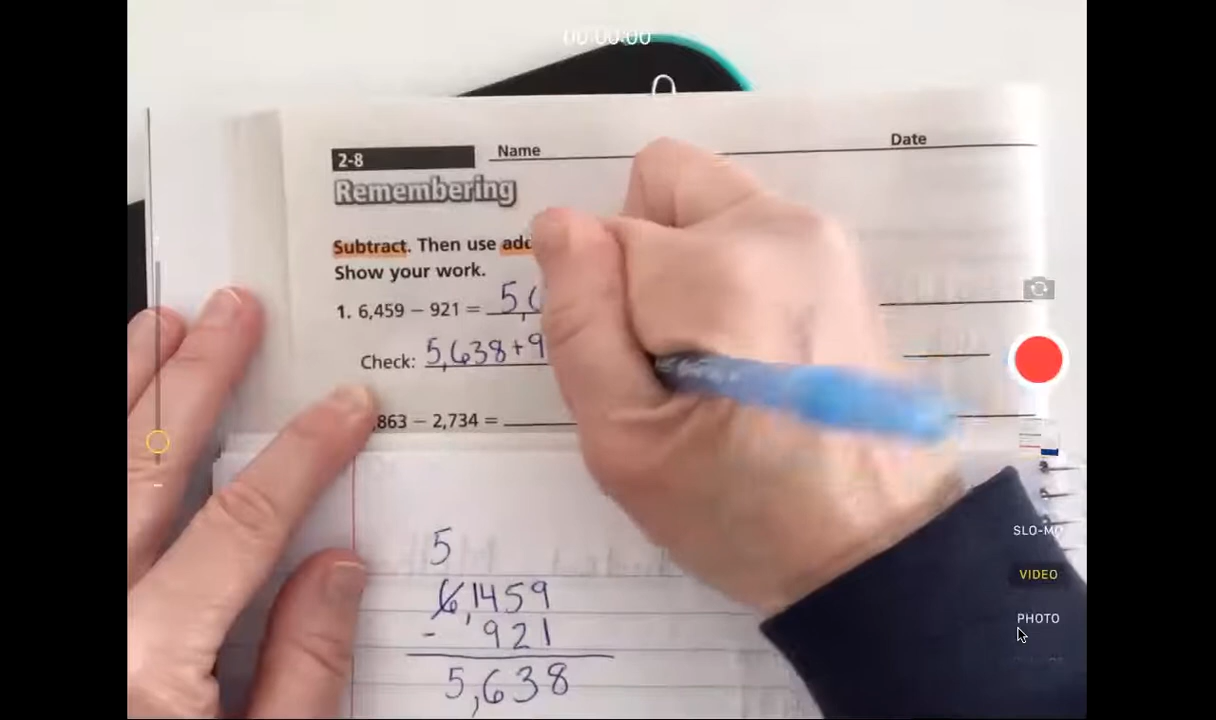 00:00:00
2-8 Name Date
Remembering
Subtract. Then use add
Show your work.
1. 6,459 − 921 = 5,6
Check: 5,638+9
,863 − 2,734 =
SLO-MO
VIDEO
PHOTO
5
6,1459
- 921
5,638